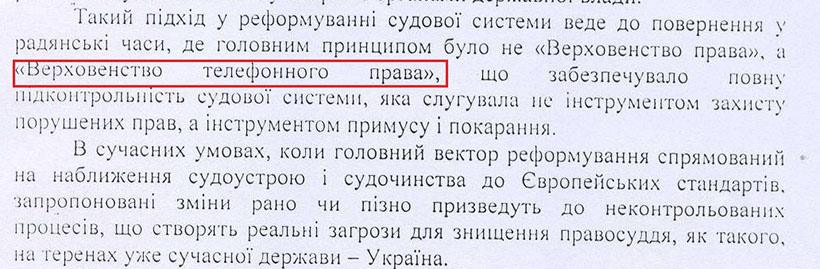 державної влади.
Такий підхід у реформуванні судової системи веде до повернення у
радянські часи, де головним принципом було не «Верховенство права», а
«Верховенство телефонного права», що забезпечувало повну
підконтрольність судової системи, яка слугувала не інструментом захисту
порушених прав, а інструментом примусу і покарання.
В сучасних умовах, коли головний вектор реформування спрямований
на наближення судоустрою і судочинства до Європейських стандартів,
запропоновані зміни рано чи пізно призведуть до неконтрольованих
процесів, що створять реальні загрози для знищення правосуддя, як такого,
на теренах уже сучасної держави – Україна.